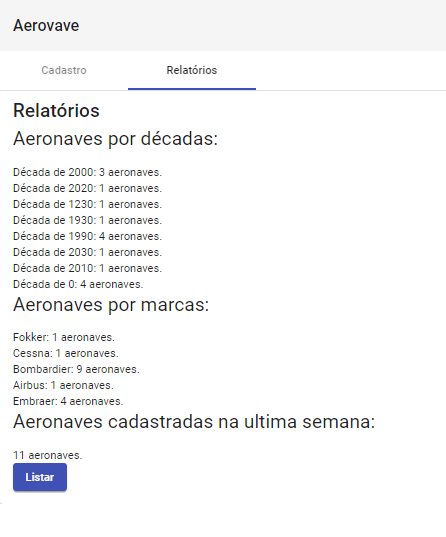 Aerovave
Cadastro Relatórios
Relatórios
Aeronaves por décadas:
Década de 2000: 3 aeronaves.
Década de 2020: 1 aeronaves.
Década de 1230: 1 aeronaves.
Década de 1930: 1 aeronaves.
Década de 1990: 4 aeronaves.
Década de 2030: 1 aeronaves.
Década de 2010: 1 aeronaves.
Década de 0: 4 aeronaves.
Aeronaves por marcas:
Fokker: 1 aeronaves.
Cessna: 1 aeronaves.
Bombardier: 9 aeronaves.
Airbus: 1 aeronaves.
Embraer: 4 aeronaves.
Aeronaves cadastradas na ultima semana:
11 aeronaves.
Listar